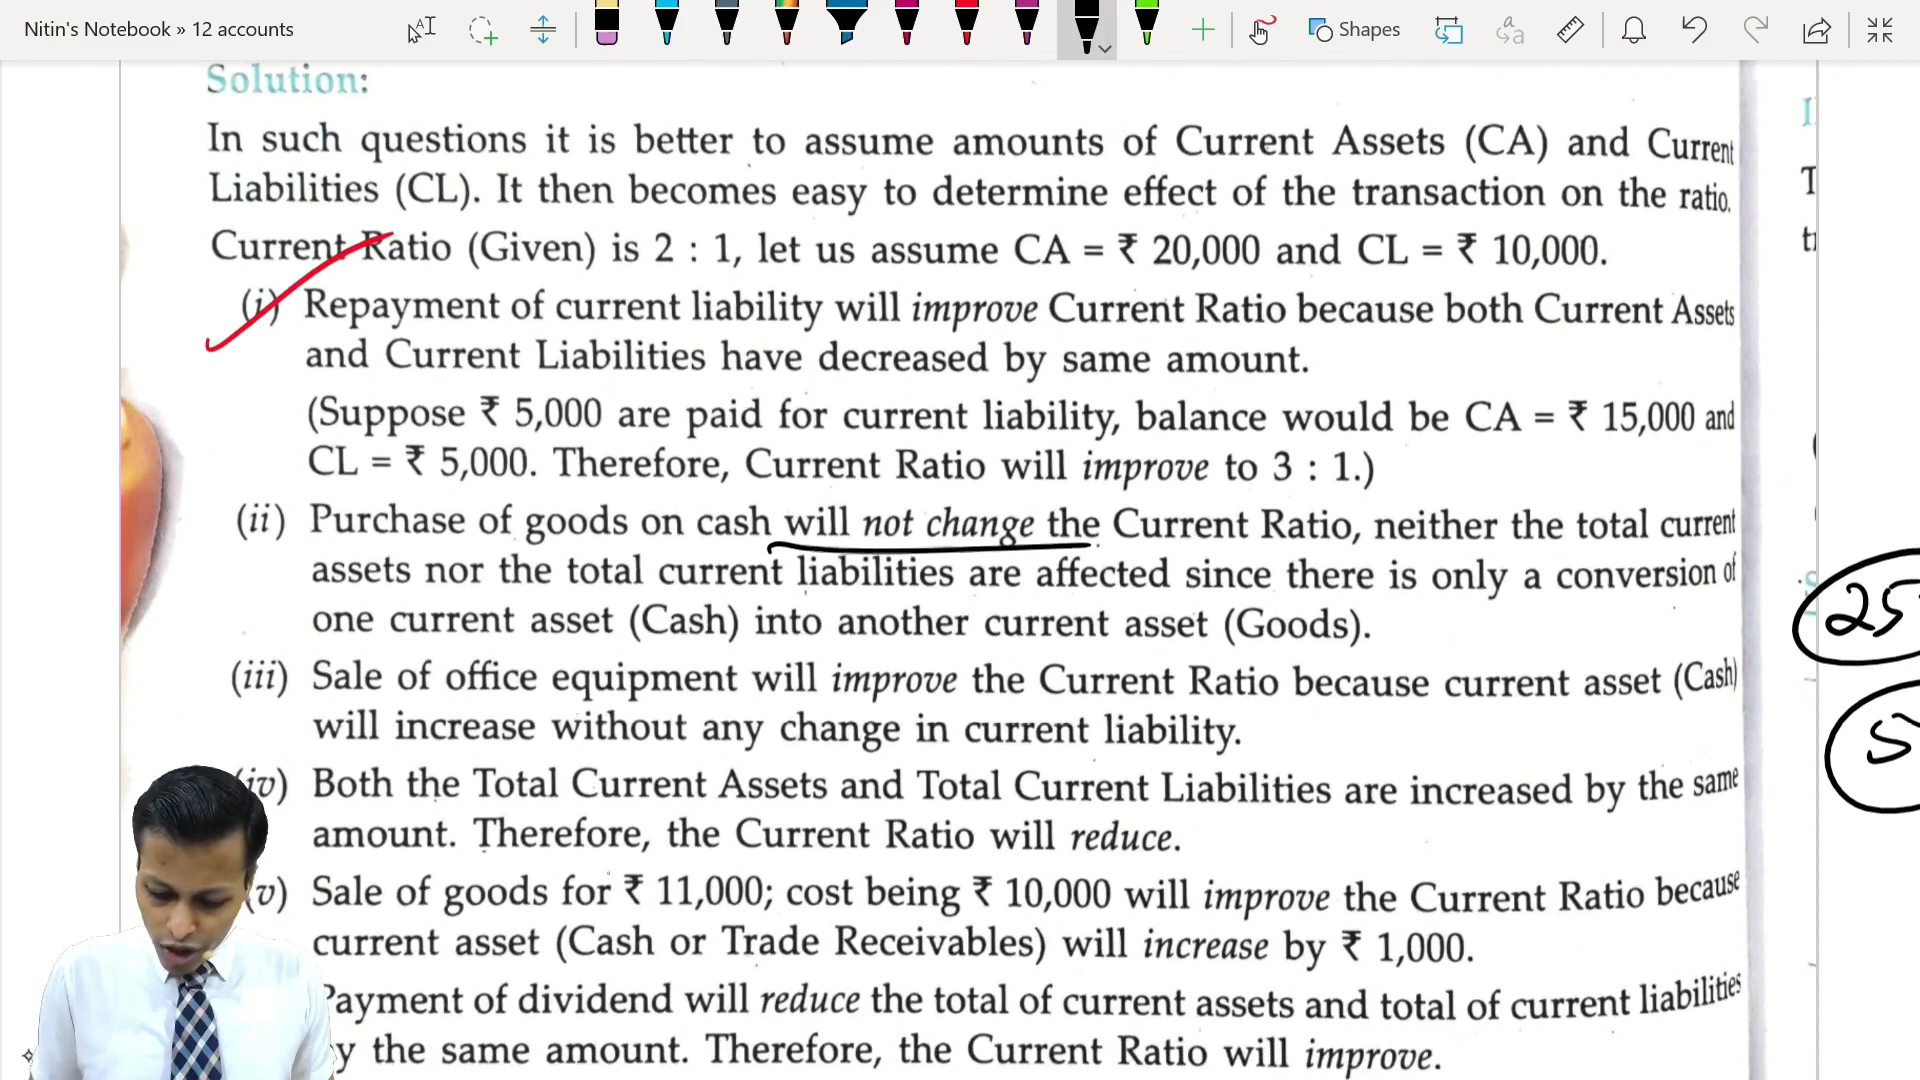 Nitin's Notebook » 12 accounts
Shapes
Solution:
In such questions it is better to assume amounts of Current Assets (CA) and Current
Liabilities (CL). It then becomes easy to determine effect of the transaction on the ratio.
Current Ratio (Given) is 2 : 1, let us assume CA = ₹ 20,000 and CL = ₹ 10,000.
(i) Repayment of current liability will improve Current Ratio because both Current Assets
and Current Liabilities have decreased by same amount.
(Suppose ₹ 5,000 are paid for current liability, balance would be CA = ₹ 15,000 and
CL = ₹ 5,000. Therefore, Current Ratio will improve to 3 : 1.)
(ii) Purchase of goods on cash will not change the Current Ratio, neither the total current
assets nor the total current liabilities are affected since there is only a conversion of
one current asset (Cash) into another current asset (Goods).
(iii) Sale of office equipment will improve the Current Ratio because current asset (Cash)
will increase without any change in current liability.
(iv) Both the Total Current Assets and Total Current Liabilities are increased by the same
amount. Therefore, the Current Ratio will reduce.
(v) Sale of goods for ₹ 11,000; cost being ₹ 10,000 will improve the Current Ratio because
current asset (Cash or Trade Receivables) will increase by ₹ 1,000.
Payment of dividend will reduce the total of current assets and total of current liabilities
y the same amount. Therefore, the Current Ratio will improve.
25
5